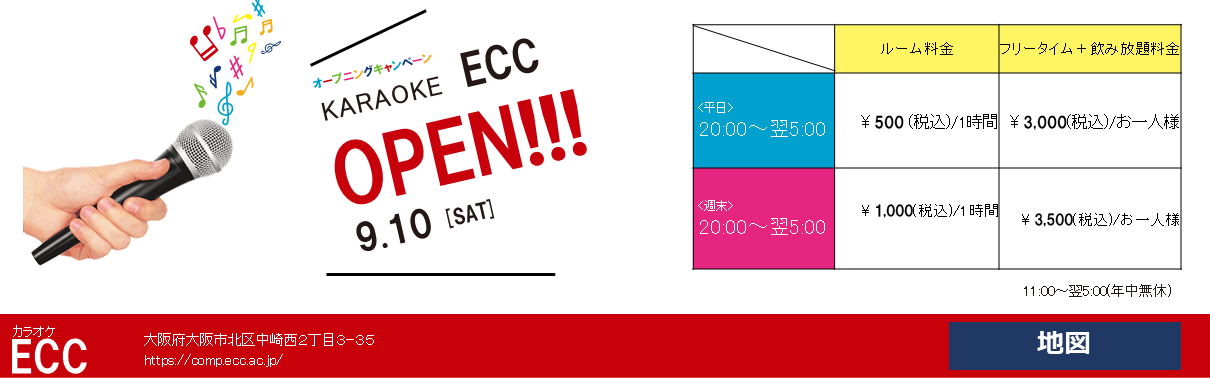 オープニングキャンペーン
KARAOKE ECC
OPEN!!!
9.10 [SAT]
ルーム料金
フリータイム＋飲み放題料金
<平日>
20:00～翌5:00
￥500(税込)/1時間
￥3,000(税込)/お一人様
<週末>
20:00～翌5:00
￥1,000(税込)/1時間
￥3,500(税込)/お一人様
11:00～翌5:00(年中無休)
カラオケ
ECC
大阪府大阪市北区中崎西2丁目3-35
https://comp.ecc.ac.jp/
地図